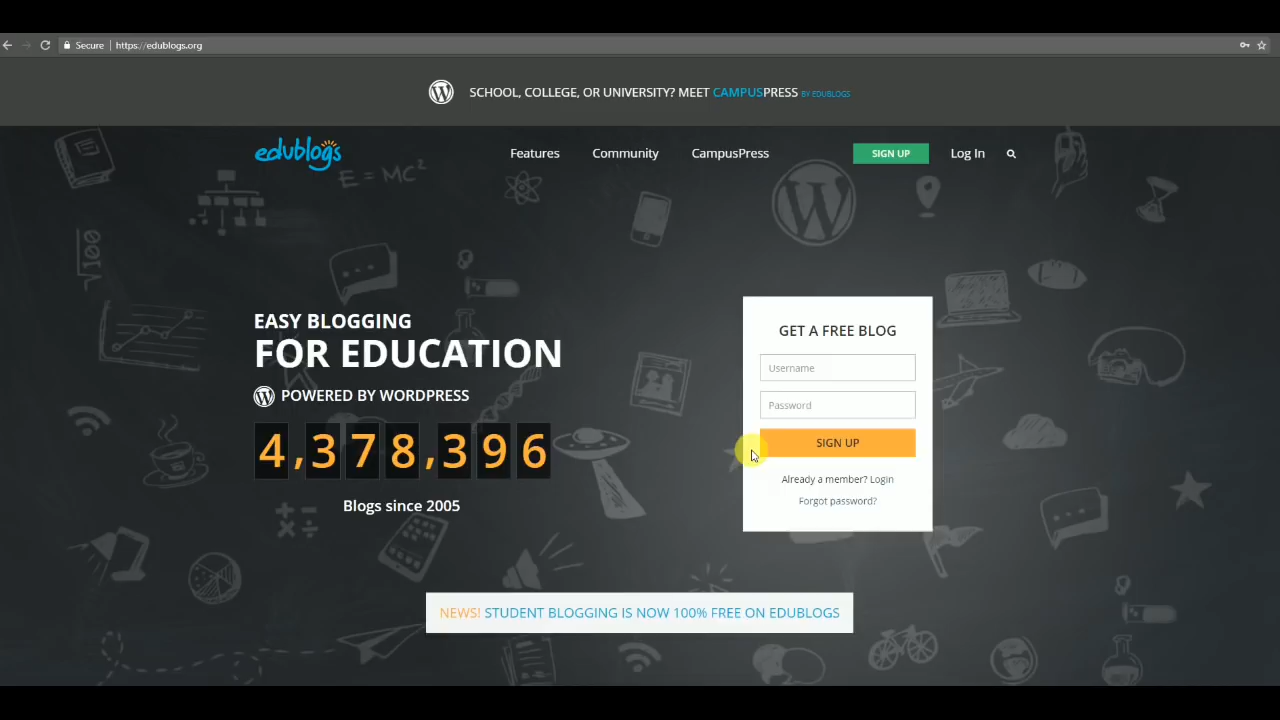 Secure
https://edublogs.org
SCHOOL, COLLEGE, OR UNIVERSITY? MEET CAMPUSPRESS BY EDUBLOGS
edublogs
Features
Community
CampusPress
SIGN UP
Log In
E=MC²
√100
EASY BLOGGING
FOR EDUCATION
POWERED BY WORDPRESS
4,378,396
Blogs since 2005
GET A FREE BLOG
Username
Password
SIGN UP
Already a member? Login
Forgot password?
NEWS! STUDENT BLOGGING IS NOW 100% FREE ON EDUBLOGS